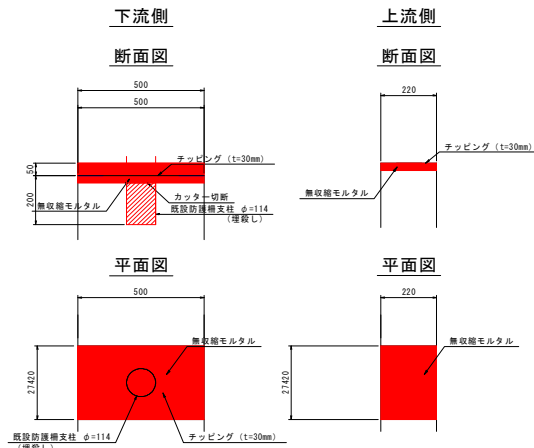 下流側
上流側
断面図
断面図
500
500
220
チッピング (t=30mm)
チッピング (t=30mm)
50
カッター切断
無収縮モルタル
無収縮モルタル
200
既設防護柵支柱 φ=114
(埋殺し)
平面図
平面図
500
220
無収縮モルタル
無収縮モルタル
27420
27420
既設防護柵支柱 φ=114
(埋殺し)
チッピング (t=30mm)